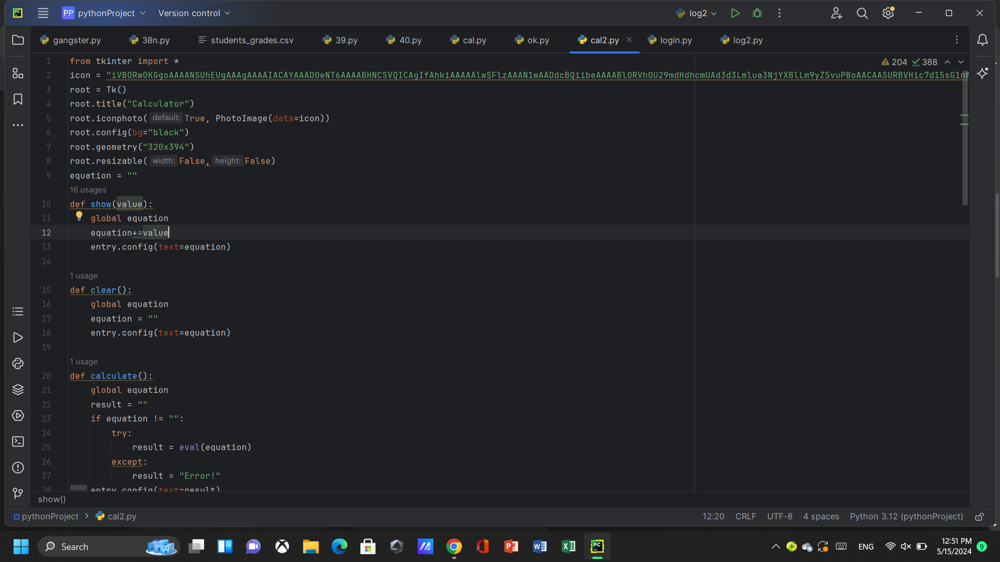 PC PP pythonProject Version control log2
gangster.py 38n.py students_grades.csv 39.py 40.py cal.py ok.py cal2.py login.py log2.py
204 388
1 from tkinter import *
2 icon = "iVBORw0KGgoAAAANSUhEUgAAAgAAAAIACAYAAAD0eNT6AAAABHNCSVQICAgIfAhkiAAAAAlwSFlzAAAN1wAADdcBQiibeAAAABl0RVh0U29mdHdhcmUAd3d3Lmlua3NjYXBlLm9yZ5vuPBoAACAASURBVHic7d15sG1nV
3 root = Tk()
4 root.title("Calculator")
5 root.iconphoto( default: True, PhotoImage(data=icon))
6 root.config(bg="black")
7 root.geometry("320x394")
8 root.resizable( width: False, height: False)
9 equation = ""
16 usages
10 def show(value):
11 global equation
12 equation+=value
13 entry.config(text=equation)
14
1 usage
15 def clear():
16 global equation
17 equation = ""
18 entry.config(text=equation)
19
1 usage
20 def calculate():
21 global equation
22 result = ""
23 if equation != "":
24 try:
25 result = eval(equation)
26 except:
27 result = "Error!"
28 entry.config(text=result)
show()
pythonProject > cal2.py 12:20 CRLF UTF-8 4 spaces Python 3.12 (pythonProject)
Search ENG 12:51 PM
5/15/2024 9